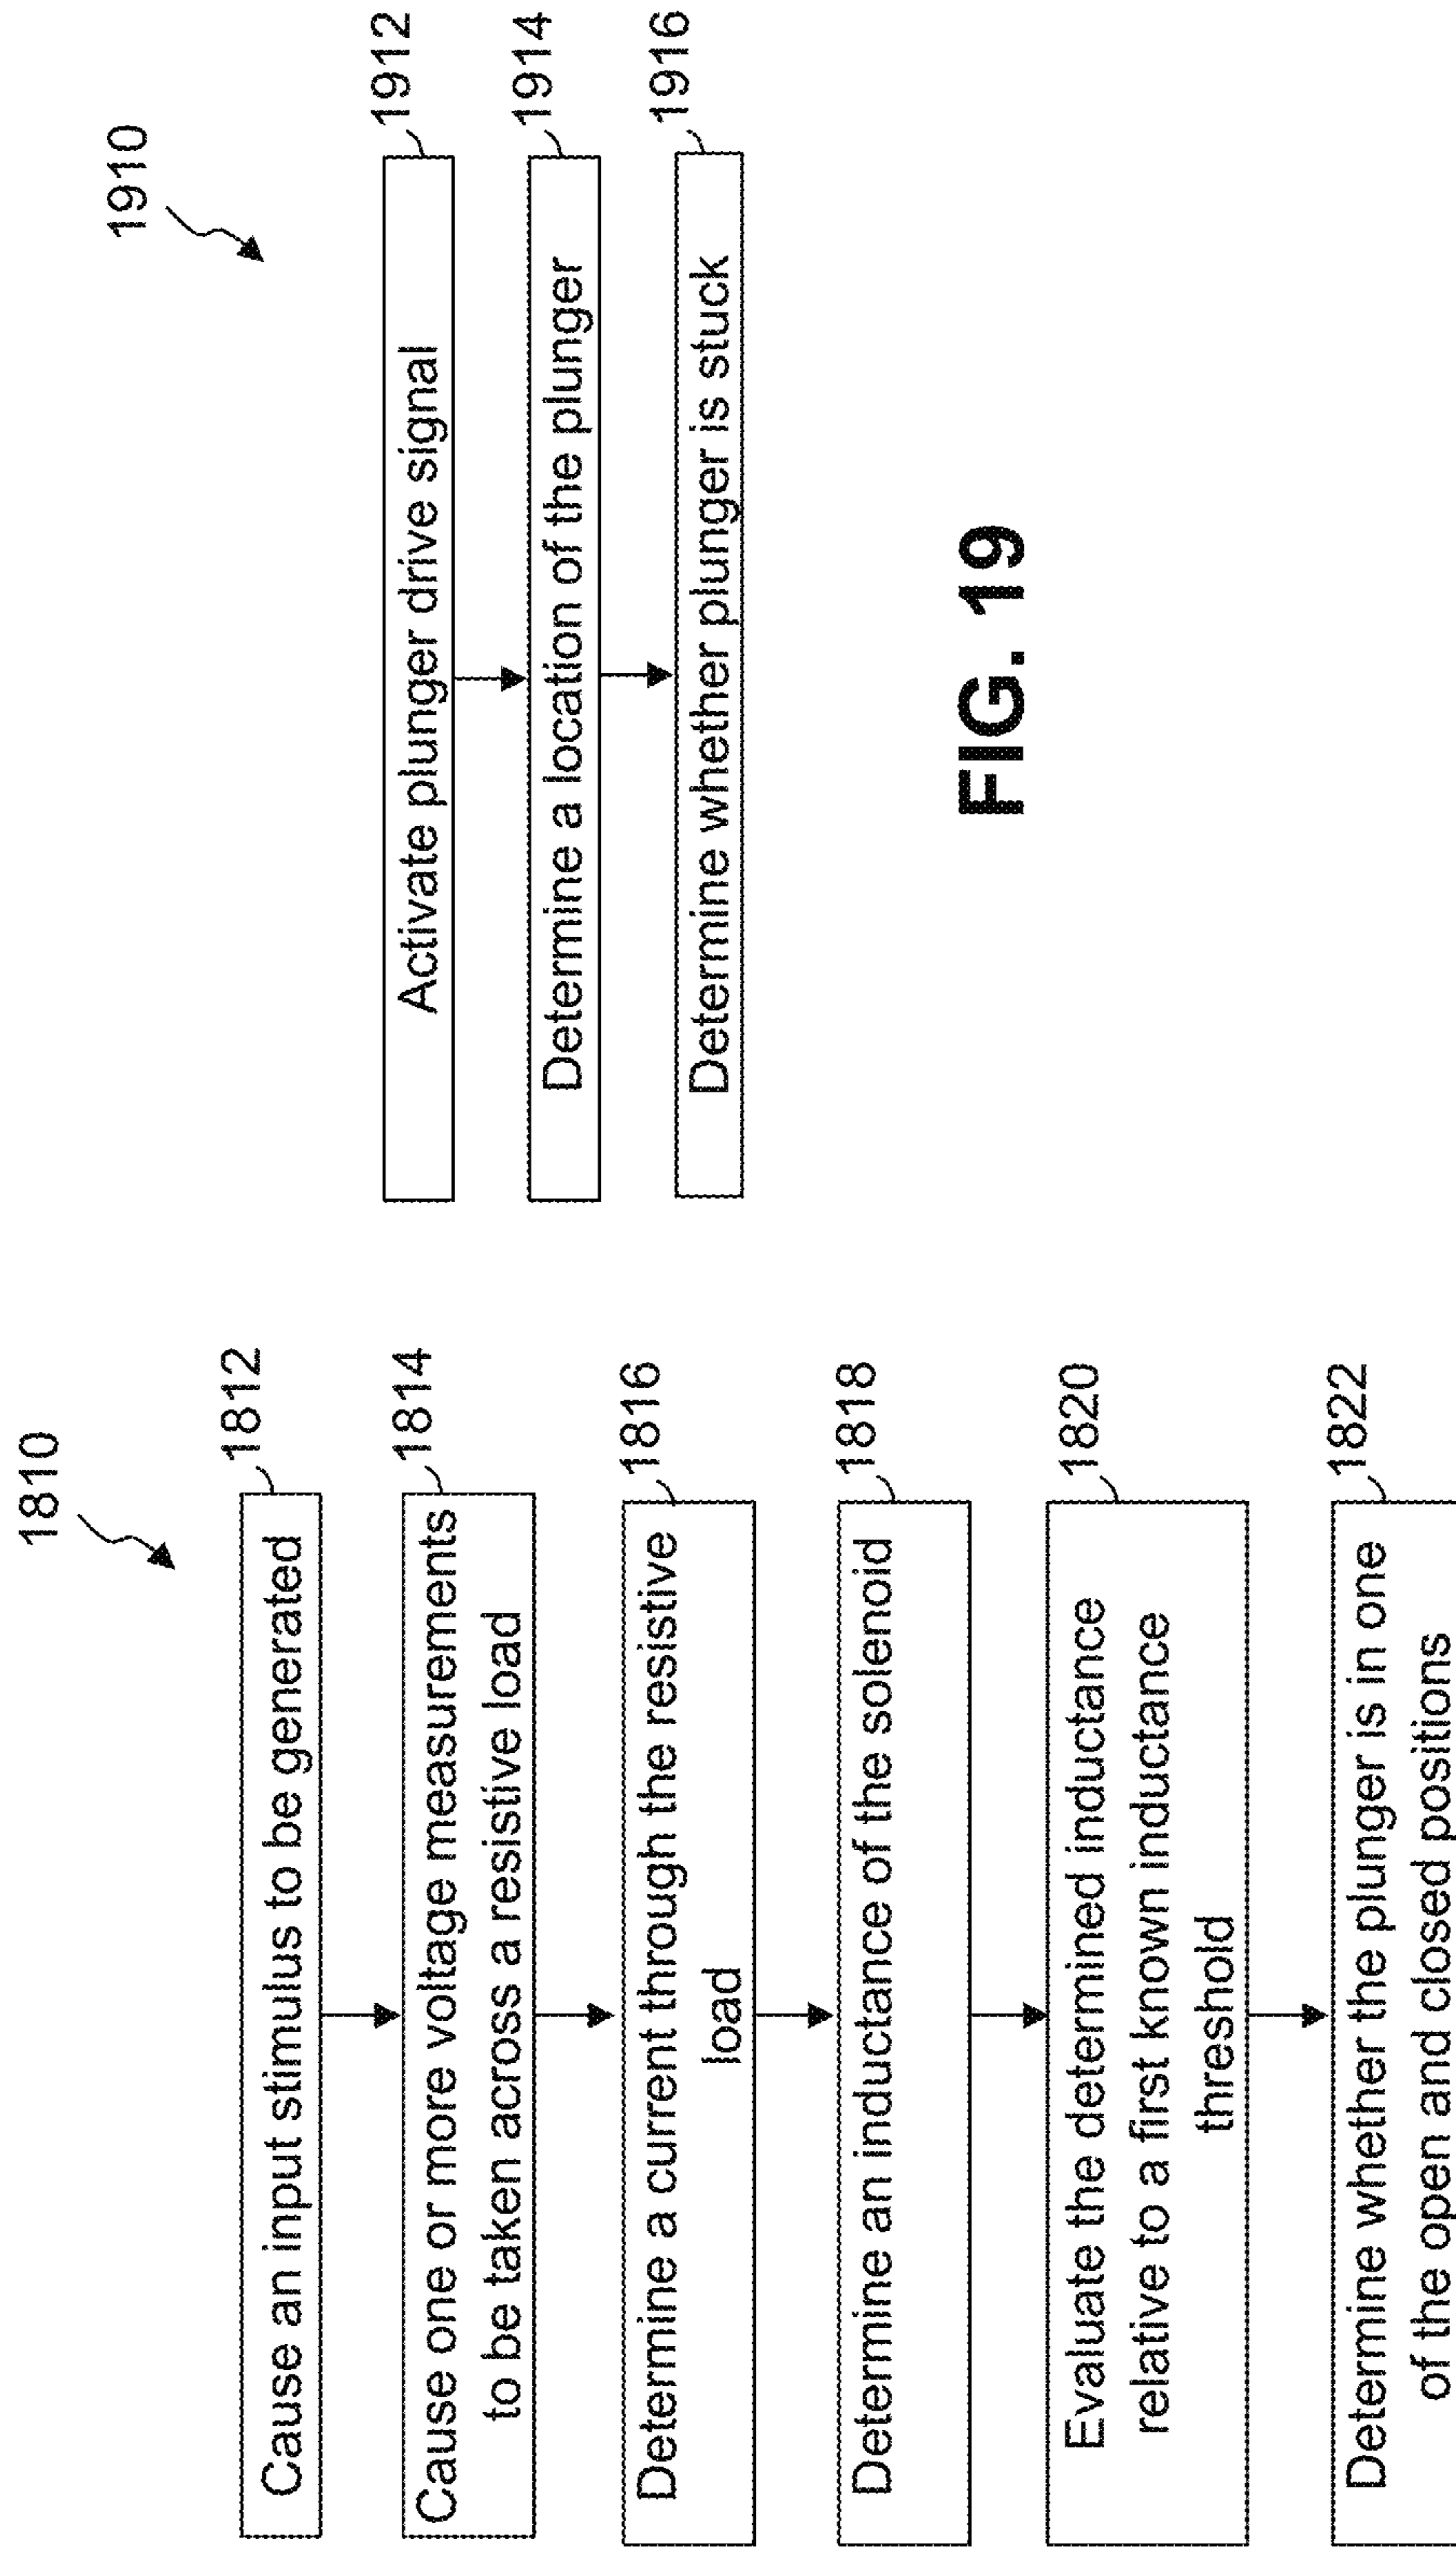 1810
Cause an input stimulus to be generated
1812
Cause one or more voltage measurements
to be taken across a resistive load
1814
Determine a current through the resistive
load
1816
Determine an inductance of the solenoid
1818
Evaluate the determined inductance
relative to a first known inductance
threshold
1820
Determine whether the plunger is in one
of the open and closed positions
1822
1910
Activate plunger drive signal
1912
Determine a location of the plunger
1914
Determine whether plunger is stuck
1916
FIG. 19